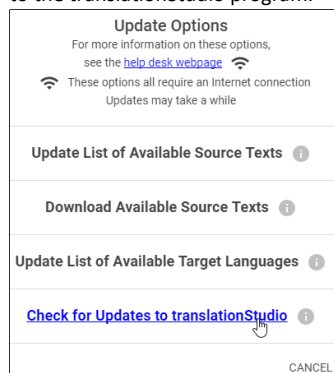 to the translationStudio program.
Update Options
For more information on these options,
see the help desk webpage
These options all require an Internet connection
Updates may take a while
Update List of Available Source Texts
Download Available Source Texts
Update List of Available Target Languages
Check for Updates to translationStudio
CANCEL